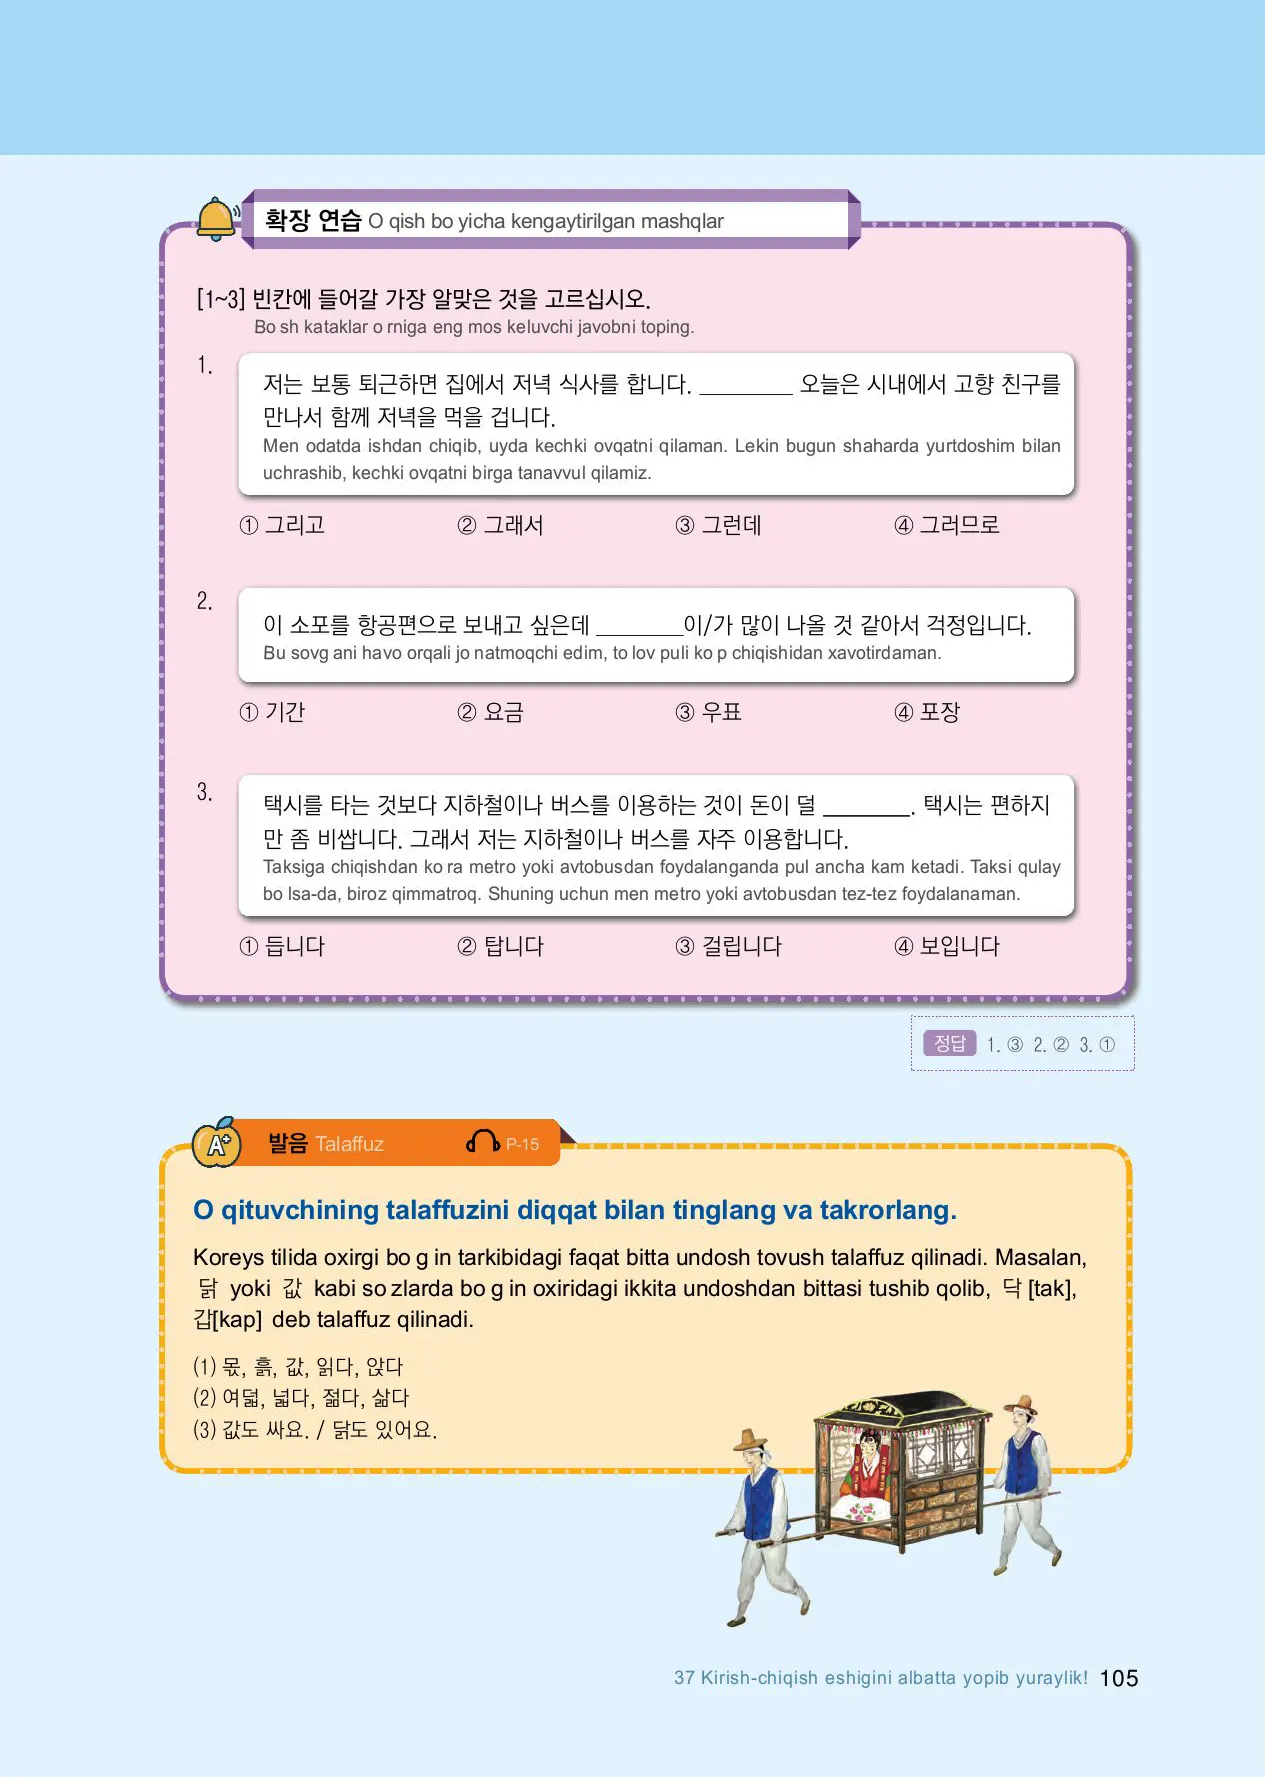 확장 연습 O qish bo yicha kengaytirilgan mashqlar
[1~3] 빈칸에 들어갈 가장 알맞은 것을 고르십시오.
Bo sh kataklar o rniga eng mos keluvchi javobni toping.
1.
저는 보통 퇴근하면 집에서 저녁 식사를 합니다. ________ 오늘은 시내에서 고향 친구를
만나서 함께 저녁을 먹을 겁니다.
Men odatda ishdan chiqib, uyda kechki ovqatni qilaman. Lekin bugun shaharda yurtdoshim bilan
uchrashib, kechki ovqatni birga tanavvul qilamiz.
① 그리고 ② 그래서 ③ 그런데 ④ 그러므로
2.
이 소포를 항공편으로 보내고 싶은데 ________이/가 많이 나올 것 같아서 걱정입니다.
Bu sovg ani havo orqali jo natmoqchi edim, to lov puli ko p chiqishidan xavotirdaman.
① 기간 ② 요금 ③ 우표 ④ 포장
3.
택시를 타는 것보다 지하철이나 버스를 이용하는 것이 돈이 덜 ________. 택시는 편하지
만 좀 비쌉니다. 그래서 저는 지하철이나 버스를 자주 이용합니다.
Taksiga chiqishdan ko ra metro yoki avtobusdan foydalanganda pul ancha kam ketadi. Taksi qulay
bo lsa-da, biroz qimmatroq. Shuning uchun men metro yoki avtobusdan tez-tez foydalanaman.
① 듭니다 ② 탑니다 ③ 걸립니다 ④ 보입니다
정답 1. ③ 2. ② 3. ①
A+ 발음 Talaffuz P-15
O qituvchining talaffuzini diqqat bilan tinglang va takrorlang.
Koreys tilida oxirgi bo g in tarkibidagi faqat bitta undosh tovush talaffuz qilinadi. Masalan,
닭 yoki 값 kabi so zlarda bo g in oxiridagi ikkita undoshdan bittasi tushib qolib, 닥 [tak],
갑[kap] deb talaffuz qilinadi.
(1) 몫, 흙, 값, 읽다, 앉다
(2) 여덟, 넓다, 젊다, 삶다
(3) 값도 싸요. / 닭도 있어요.
37 Kirish-chiqish eshigini albatta yopib yuraylik! 105